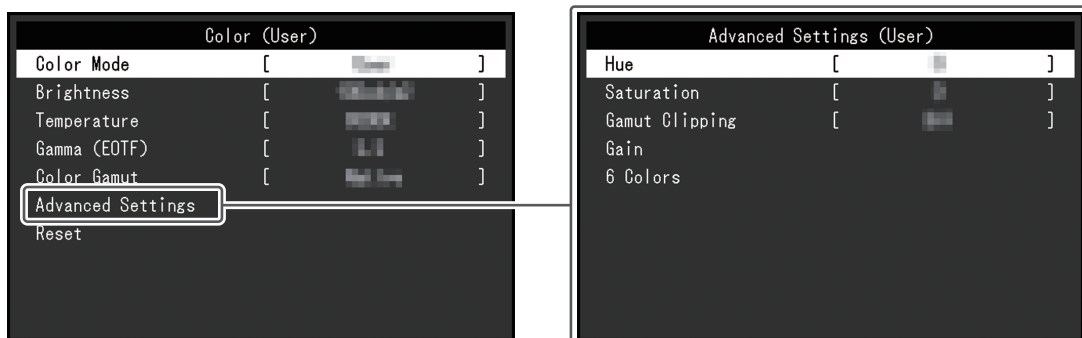 Color (User)
Color Mode [ ]
Brightness [ ]
Temperature [ ]
Gamma (EOTF) [ ]
Color Gamut [ ]
Advanced Settings
Reset
Advanced Settings (User)
Hue [ ]
Saturation [ ]
Gamut Clipping [ ]
Gain
6 Colors